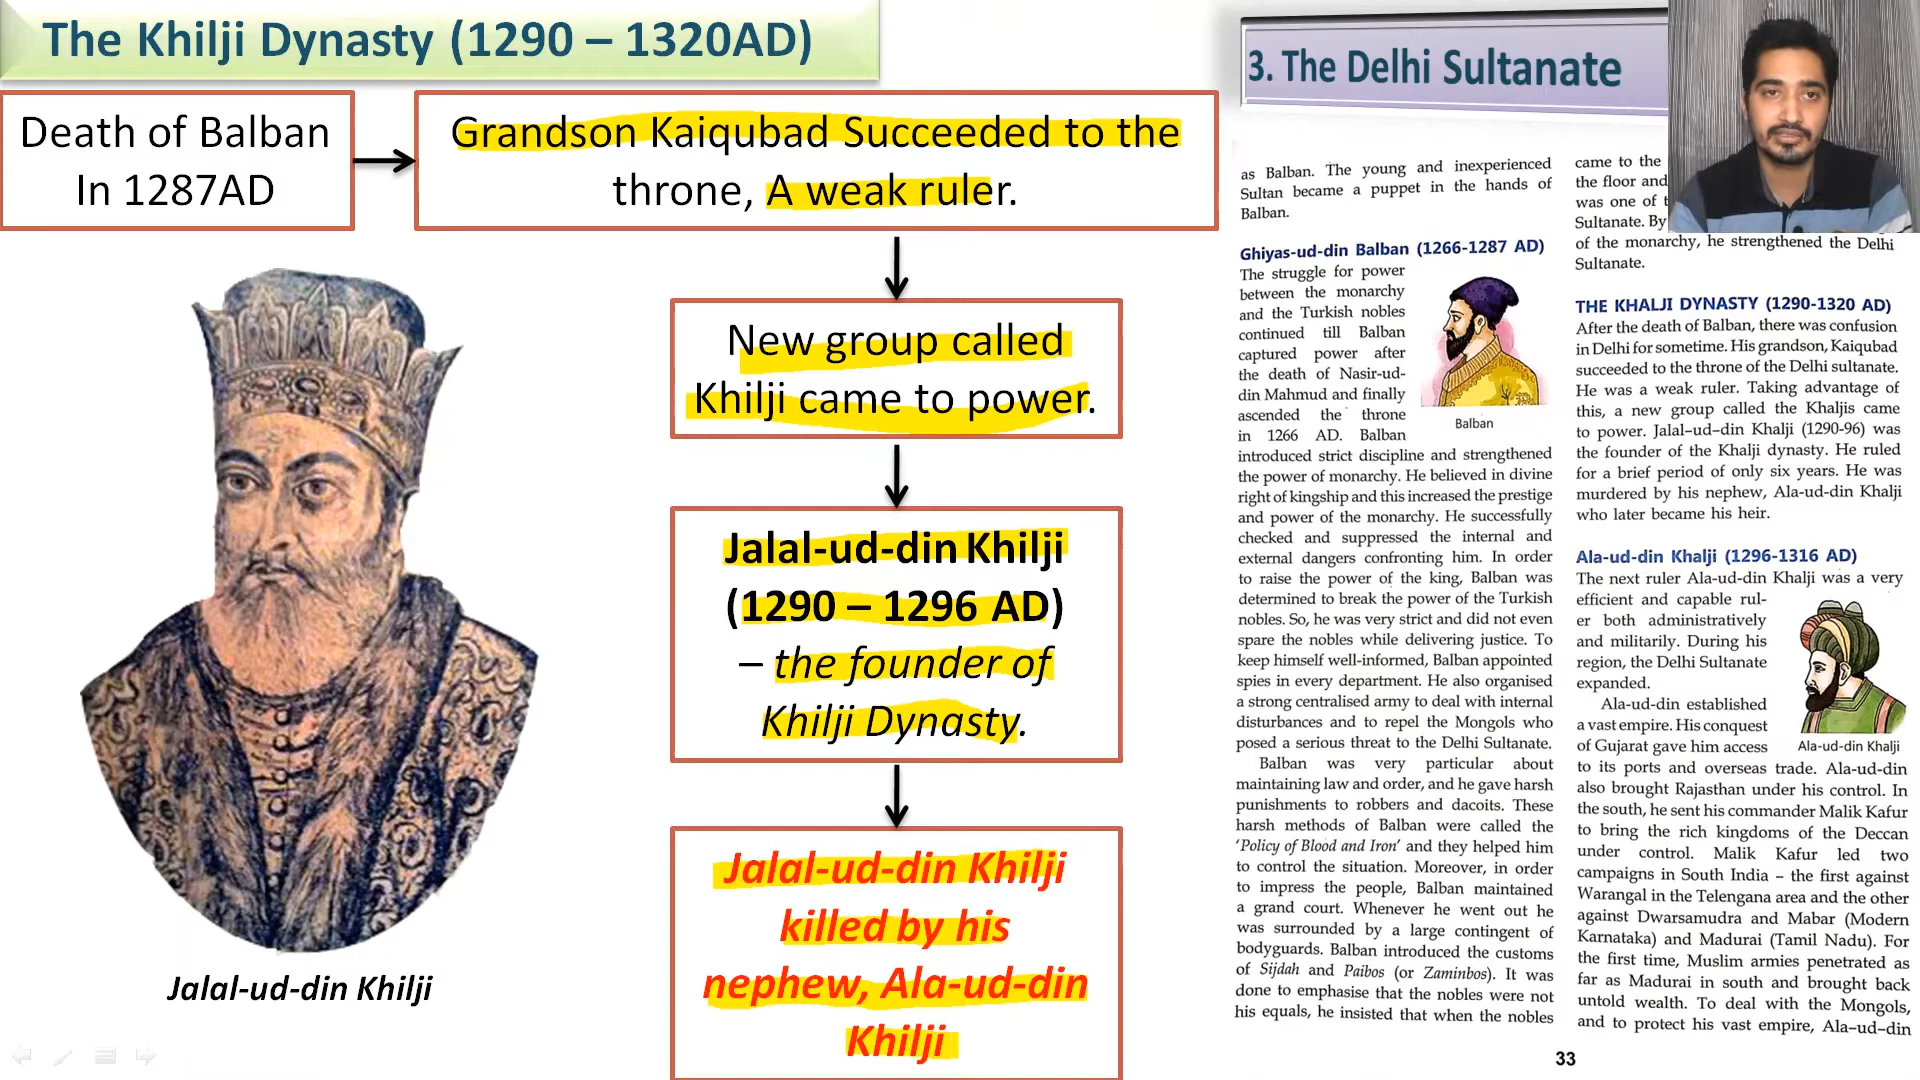 The Khilji Dynasty (1290 – 1320AD)
Death of Balban
In 1287AD
Grandson Kaiqubad Succeeded to the
throne, A weak ruler.
New group called
Khilji came to power.
Jalal-ud-din Khilji
(1290 – 1296 AD)
– the founder of
Khilji Dynasty.
Jalal-ud-din Khilji
killed by his
nephew, Ala-ud-din
Khilji
Jalal-ud-din Khilji
3. The Delhi Sultanate
as Balban. The young and inexperienced
Sultan became a puppet in the hands of
Balban.
Ghiyas-ud-din Balban (1266-1287 AD)
The struggle for power
between the monarchy
and the Turkish nobles
continued till Balban
captured power after
the death of Nasir-ud-
din Mahmud and finally
ascended the throne
in 1266 AD. Balban
Balban
introduced strict discipline and strengthened
the power of monarchy. He believed in divine
right of kingship and this increased the prestige
and power of the monarchy. He successfully
checked and suppressed the internal and
external dangers confronting him. In order
to raise the power of the king, Balban was
determined to break the power of the Turkish
nobles. So, he was very strict and did not even
spare the nobles while delivering justice. To
keep himself well-informed, Balban appointed
spies in every department. He also organised
a strong centralised army to deal with internal
disturbances and to repel the Mongols who
posed a serious threat to the Delhi Sultanate.
Balban was very particular about
maintaining law and order, and he gave harsh
punishments to robbers and dacoits. These
harsh methods of Balban were called the
‘Policy of Blood and Iron’ and they helped him
to control the situation. Moreover, in order
to impress the people, Balban maintained
a grand court. Whenever he went out he
was surrounded by a large contingent of
bodyguards. Balban introduced the customs
of Sijdah and Paibos (or Zaminbos). It was
done to emphasise that the nobles were not
his equals, he insisted that when the nobles
came to the
the floor and
was one of
Sultanate. By
of the monarchy, he strengthened the Delhi
Sultanate.
THE KHALJI DYNASTY (1290-1320 AD)
After the death of Balban, there was confusion
in Delhi for sometime. His grandson, Kaiqubad
succeeded to the throne of the Delhi sultanate.
He was a weak ruler. Taking advantage of
this, a new group called the Khaljis came
to power. Jalal–ud–din Khalji (1290-96) was
the founder of the Khalji dynasty. He ruled
for a brief period of only six years. He was
murdered by his nephew, Ala-ud-din Khalji
who later became his heir.
Ala-ud-din Khalji (1296-1316 AD)
The next ruler Ala-ud-din Khalji was a very
efficient and capable rul-
er both administratively
and militarily. During his
region, the Delhi Sultanate
expanded.
Ala-ud-din established
a vast empire. His conquest
of Gujarat gave him access
Ala-ud-din Khalji
to its ports and overseas trade. Ala-ud-din
also brought Rajasthan under his control. In
the south, he sent his commander Malik Kafur
to bring the rich kingdoms of the Deccan
under control. Malik Kafur led two
campaigns in South India – the first against
Warangal in the Telengana area and the other
against Dwarsamudra and Mabar (Modern
Karnataka) and Madurai (Tamil Nadu). For
the first time, Muslim armies penetrated as
far as Madurai in south and brought back
untold wealth. To deal with the Mongols,
and to protect his vast empire, Ala–ud–din
33